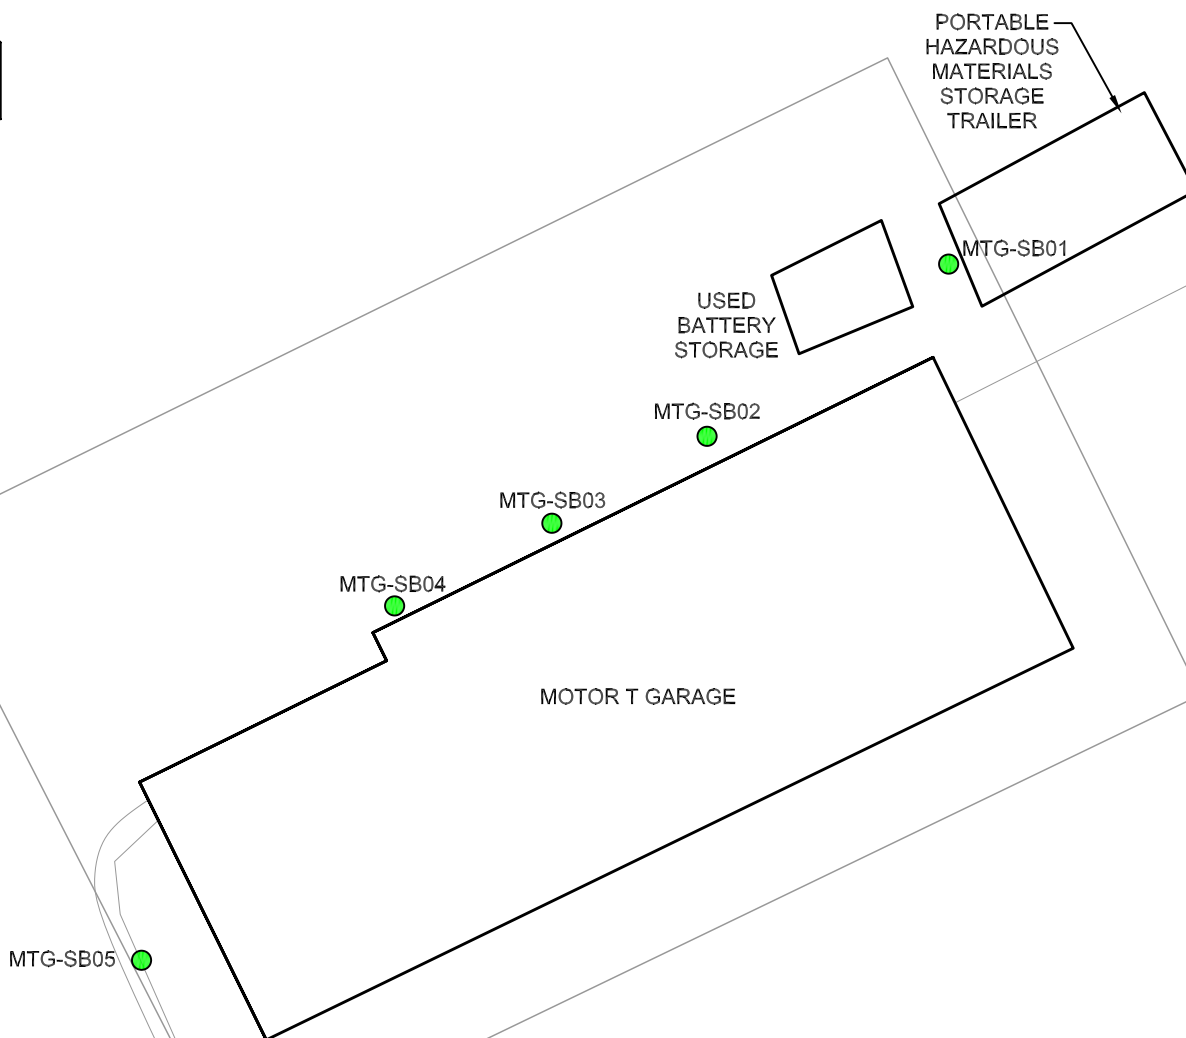 PORTABLE
HAZARDOUS
MATERIALS
STORAGE
TRAILER
MTG-SB01
USED
BATTERY
STORAGE
MTG-SB02
MTG-SB03
MTG-SB04
MOTOR T GARAGE
MTG-SB05